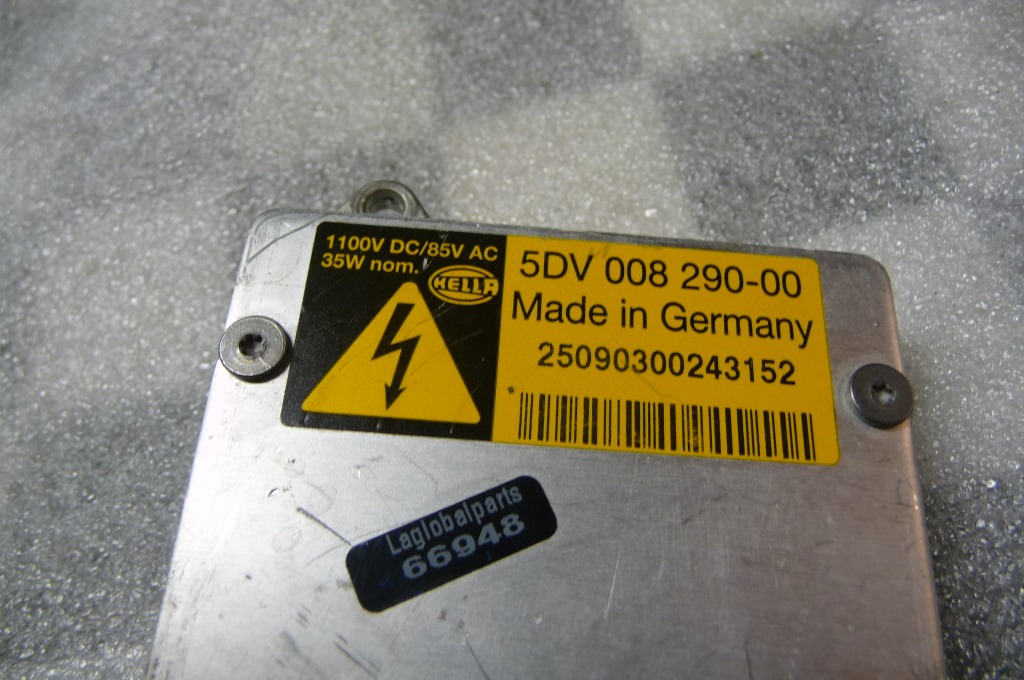 1100V DC/85V AC
35W nom.
HELLA
5DV 008 290-00
Made in Germany
25090300243152
Laglobalparts
66948